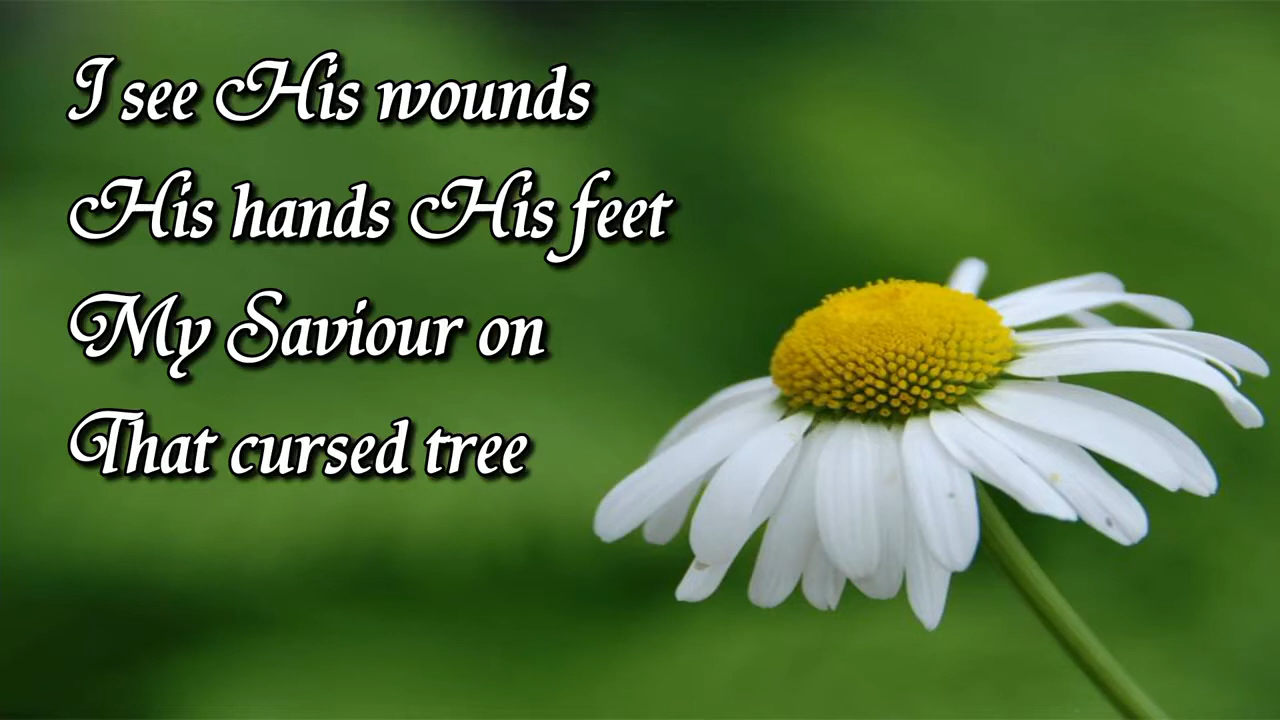 I see His wounds
His hands His feet
My Saviour on
That cursed tree